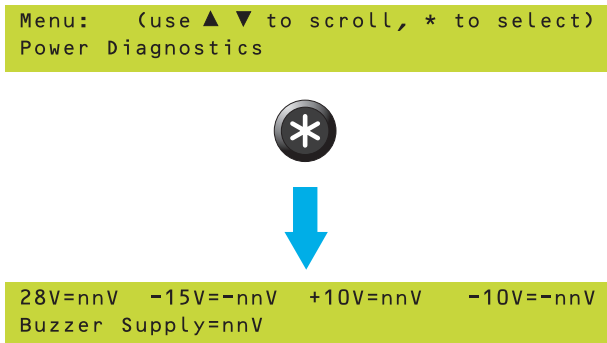 Menu: (use ▲ ▼ to scroll, * to select)
Power Diagnostics
*
28V=nnV -15V=-nnV +10V=nnV -10V=-nnV
Buzzer Supply=nnV